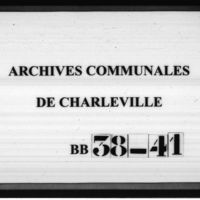 ARCHIVES COMMUNALES
DE CHARLEVILLE
BB 38-41